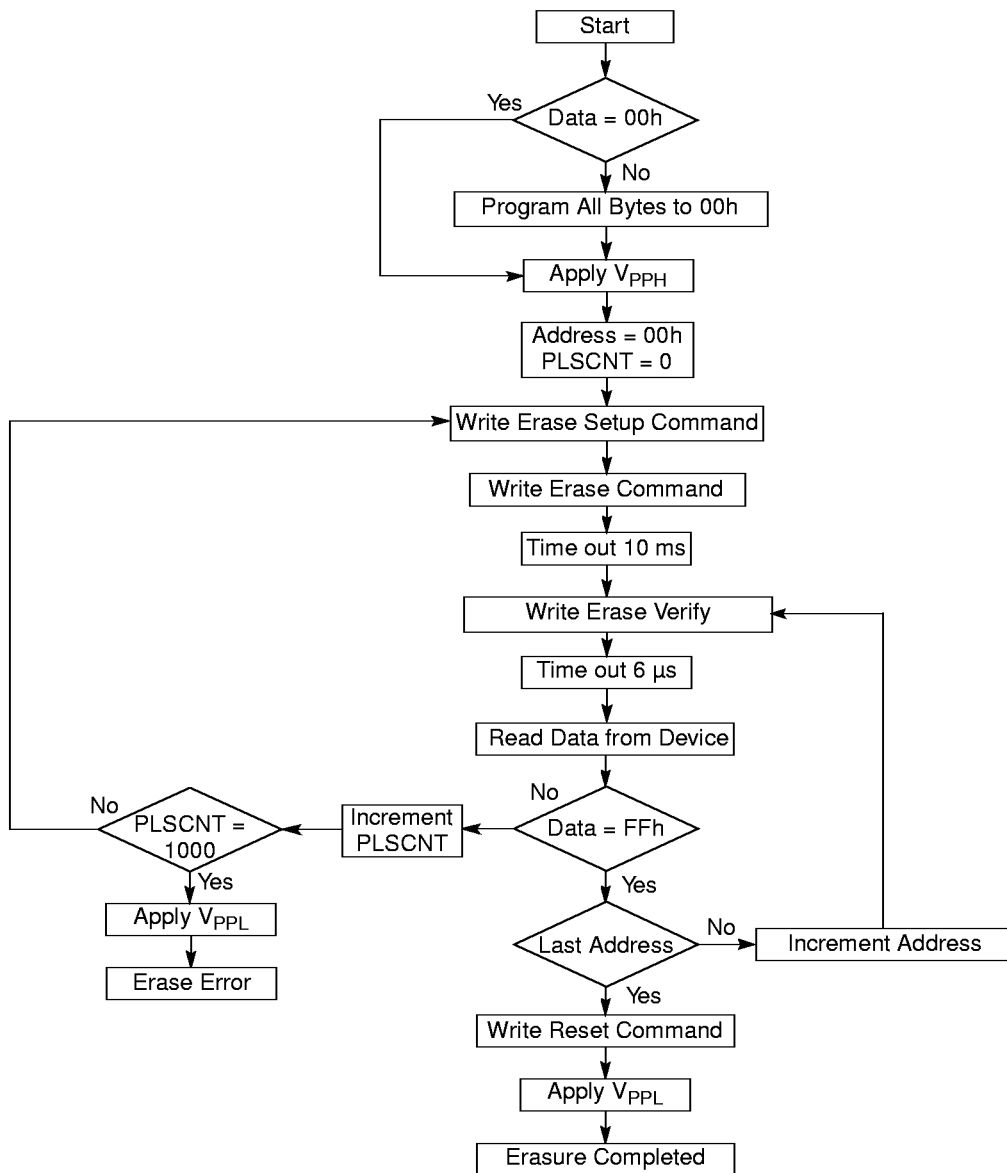 Start
Yes
Data = 00h
No
Program All Bytes to 00h
Apply VPPH
Address = 00h
PLSCNT = 0
Write Erase Setup Command
Write Erase Command
Time out 10 ms
Write Erase Verify
Time out 6 µs
Read Data from Device
No
Data = FFh
Yes
Increment
PLSCNT
No
PLSCNT =
1000
Yes
Apply VPPL
Erase Error
Last Address
No
Increment Address
Yes
Write Reset Command
Apply VPPL
Erasure Completed